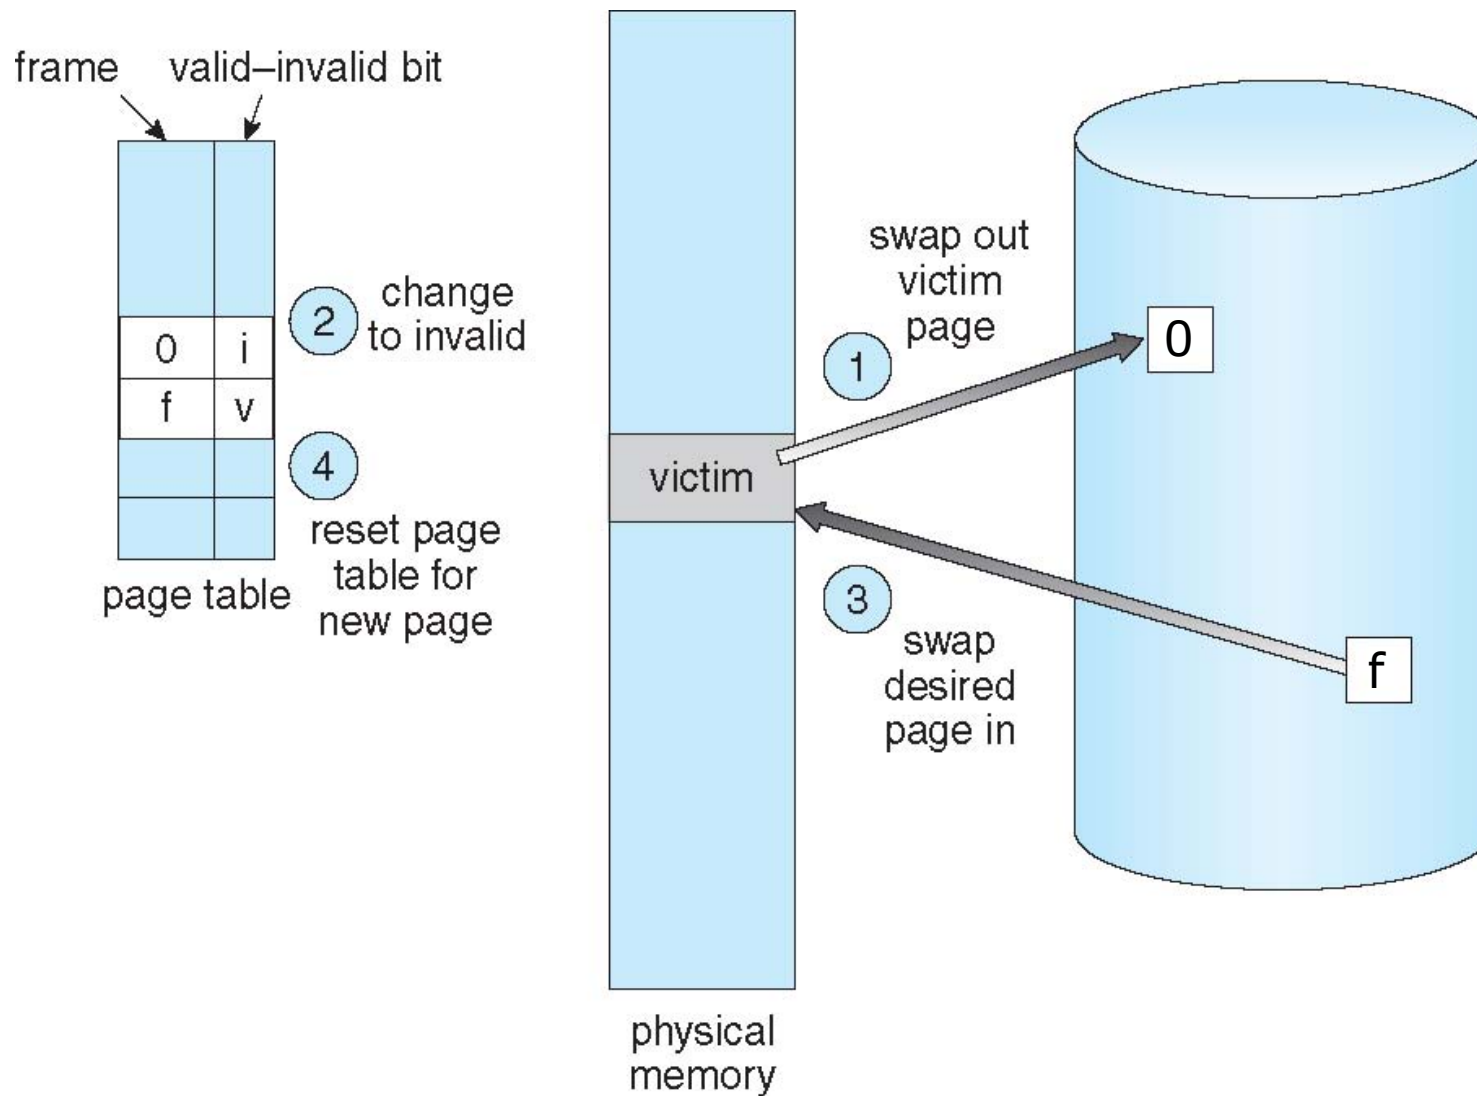 frame
valid–invalid bit
0 i
f v
2
change
to invalid
4
reset page
table for
new page
page table
victim
physical
memory
swap out
victim
page
1
0
3
swap
desired
page in
f